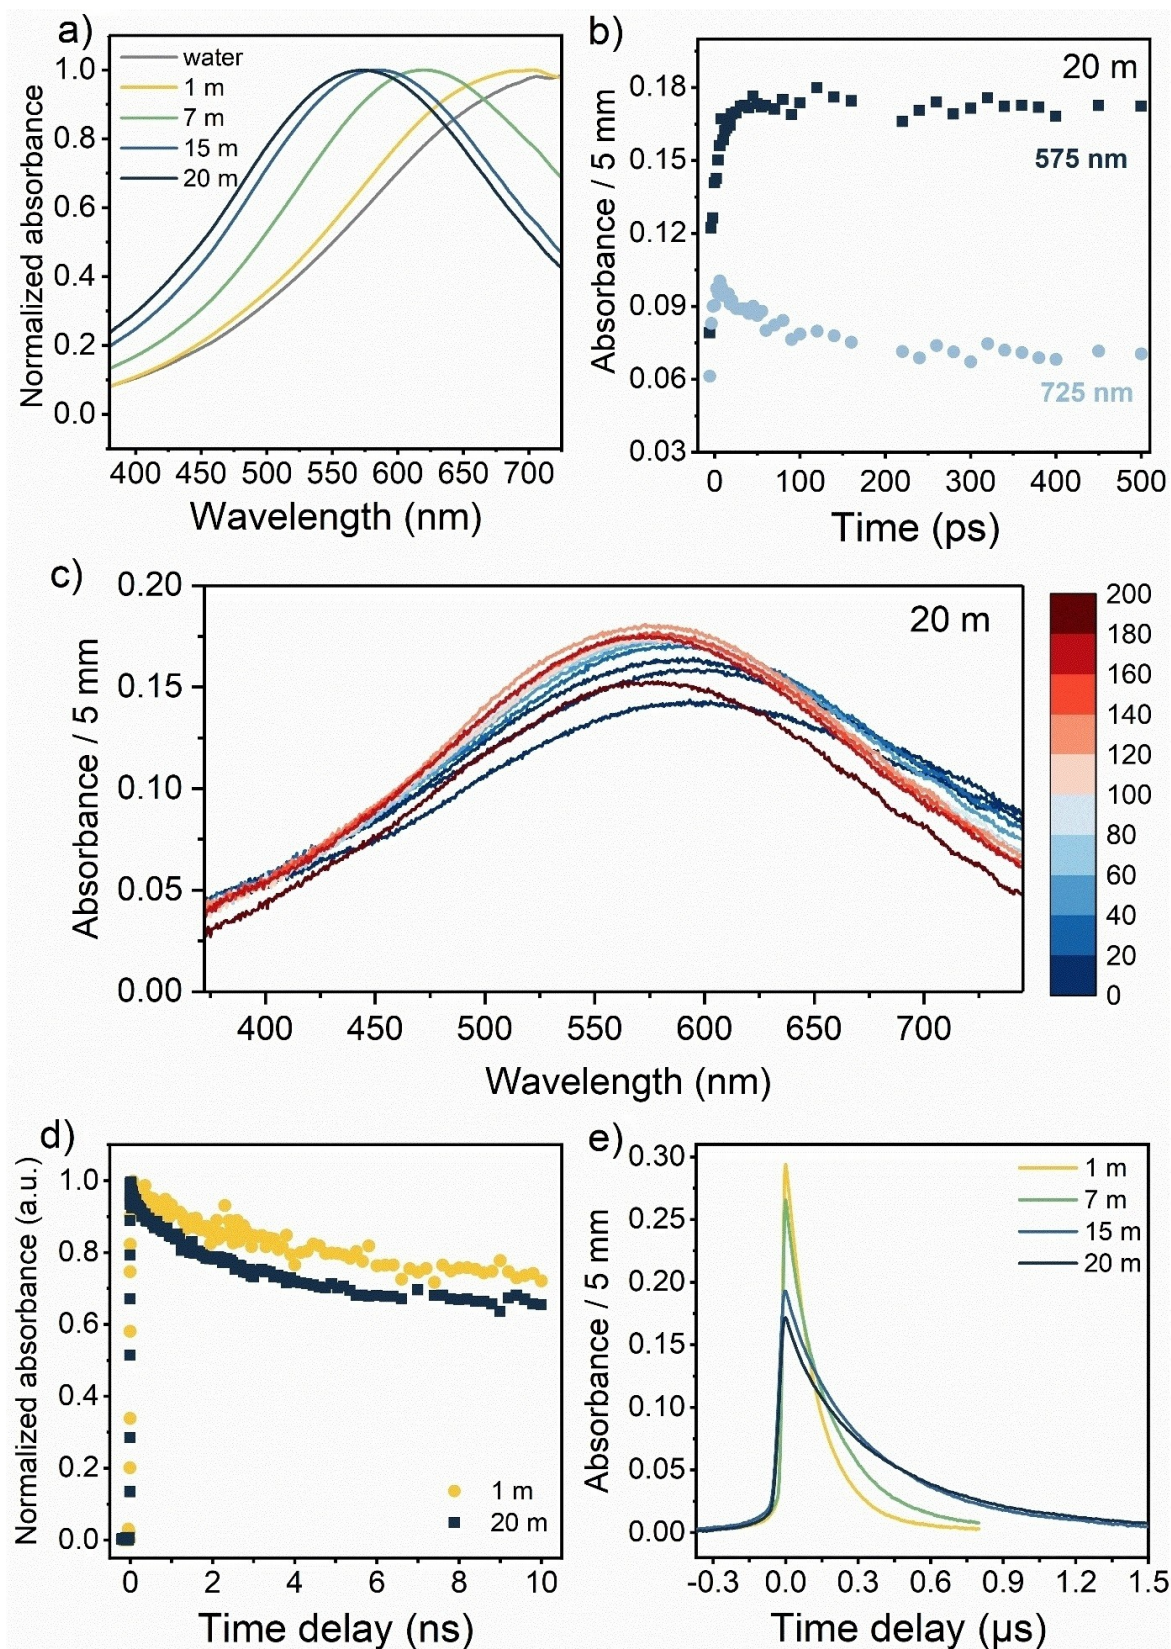 a)
water
1 m
7 m
15 m
20 m
1.0
0.8
0.6
0.4
0.2
0.0
Normalized absorbance
400 450 500 550 600 650 700
Wavelength (nm)
b)
20 m
0.18
0.15
0.12
0.09
0.06
0.03
Absorbance / 5 mm
575 nm
725 nm
0 100 200 300 400 500
Time (ps)
c)
20 m
0.20
0.15
0.10
0.05
0.00
Absorbance / 5 mm
400 450 500 550 600 650 700
Wavelength (nm)
200
180
160
140
120
100
80
60
40
20
0
d)
1.0
0.8
0.6
0.4
0.2
0.0
Normalized absorbance (a.u.)
1 m
20 m
0 2 4 6 8 10
Time delay (ns)
e)
0.30
0.25
0.20
0.15
0.10
0.05
0.00
Absorbance / 5 mm
1 m
7 m
15 m
20 m
-0.3 0.0 0.3 0.6 0.9 1.2 1.5
Time delay (μs)